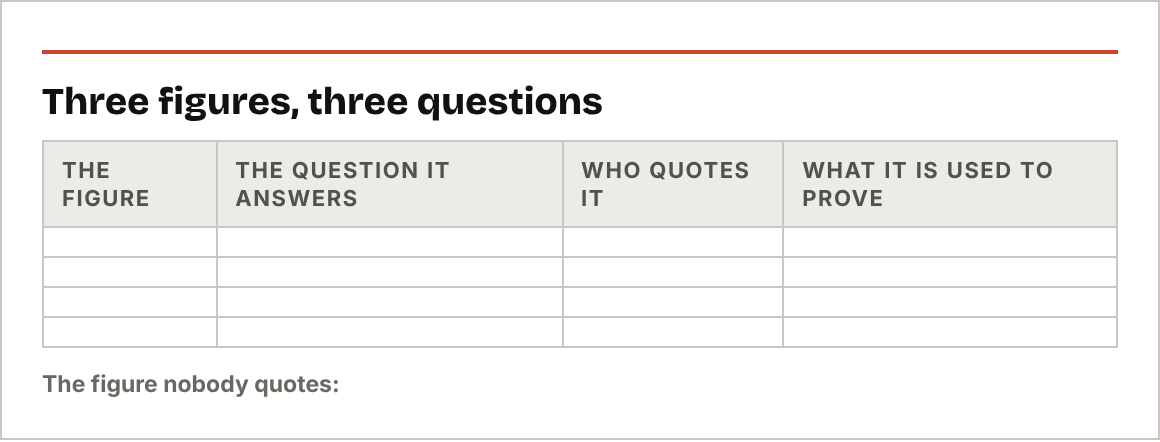 Three figures, three questions
THE FIGURE
THE QUESTION IT ANSWERS
WHO QUOTES IT
WHAT IT IS USED TO PROVE
The figure nobody quotes: